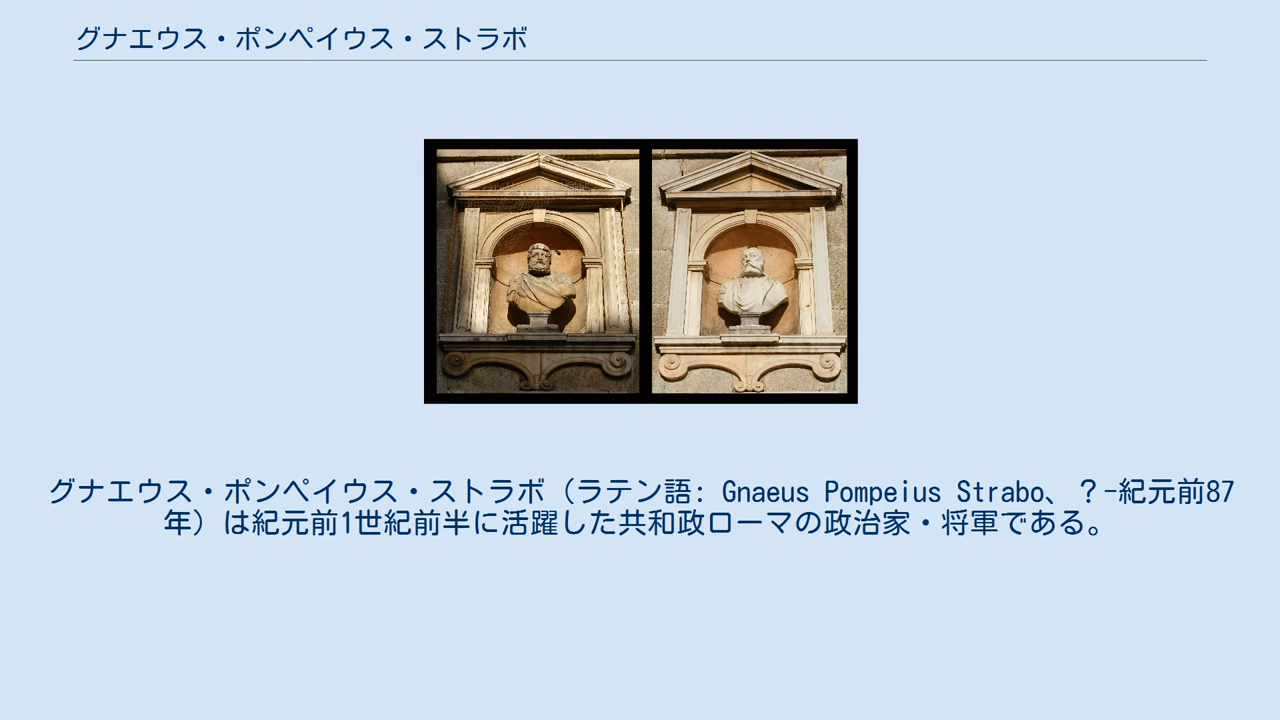 グナエウス・ポンペイウス・ストラボ
グナエウス・ポンペイウス・ストラボ（ラテン語: Gnaeus Pompeius Strabo、？-紀元前87
年）は紀元前1世紀前半に活躍した共和政ローマの政治家・将軍である。